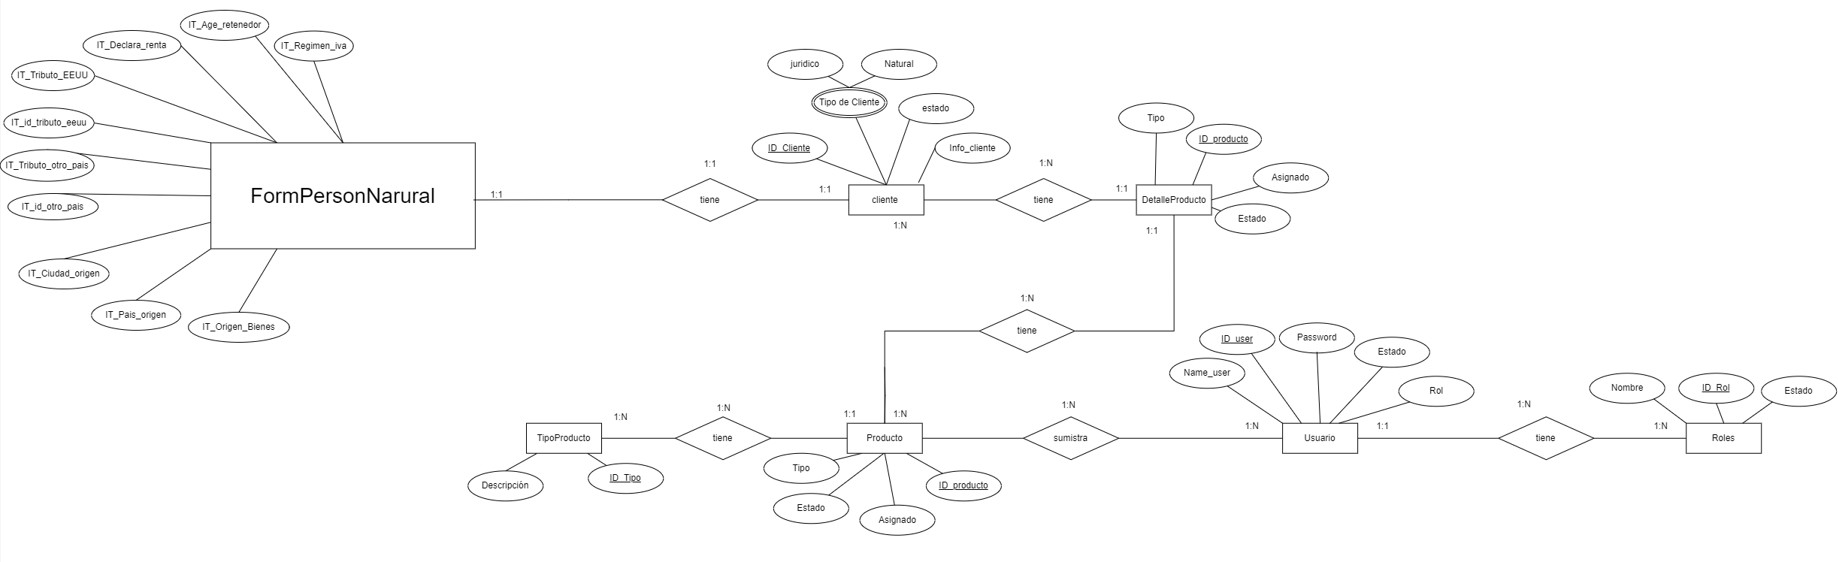 IT_Age_retenedor
IT_Declara_renta
IT_Regimen_iva
IT_Tributo_EEUU
IT_id_tributo_eeuu
IT_Tributo_otro_pais
IT_id_otro_pais
IT_Ciudad_origen
IT_Pais_origen
IT_Origen_Bienes
FormPersonNarural
1:1
1:1
tiene
1:1
juridico
Natural
Tipo de Cliente
estado
ID_Cliente
Info_cliente
cliente
1:N
1:N
tiene
1:1
Tipo
ID_producto
Asignado
Estado
DetalleProducto
1:1
1:N
tiene
1:N
1:N
1:1
1:N
TipoProducto
tiene
Producto
Descripción
ID_Tipo
Tipo
Estado
Asignado
ID_producto
1:N
sumistra
1:N
ID_user
Password
Estado
Name_user
Rol
Usuario
1:1
1:N
tiene
1:N
Nombre
ID_Rol
Estado
Roles